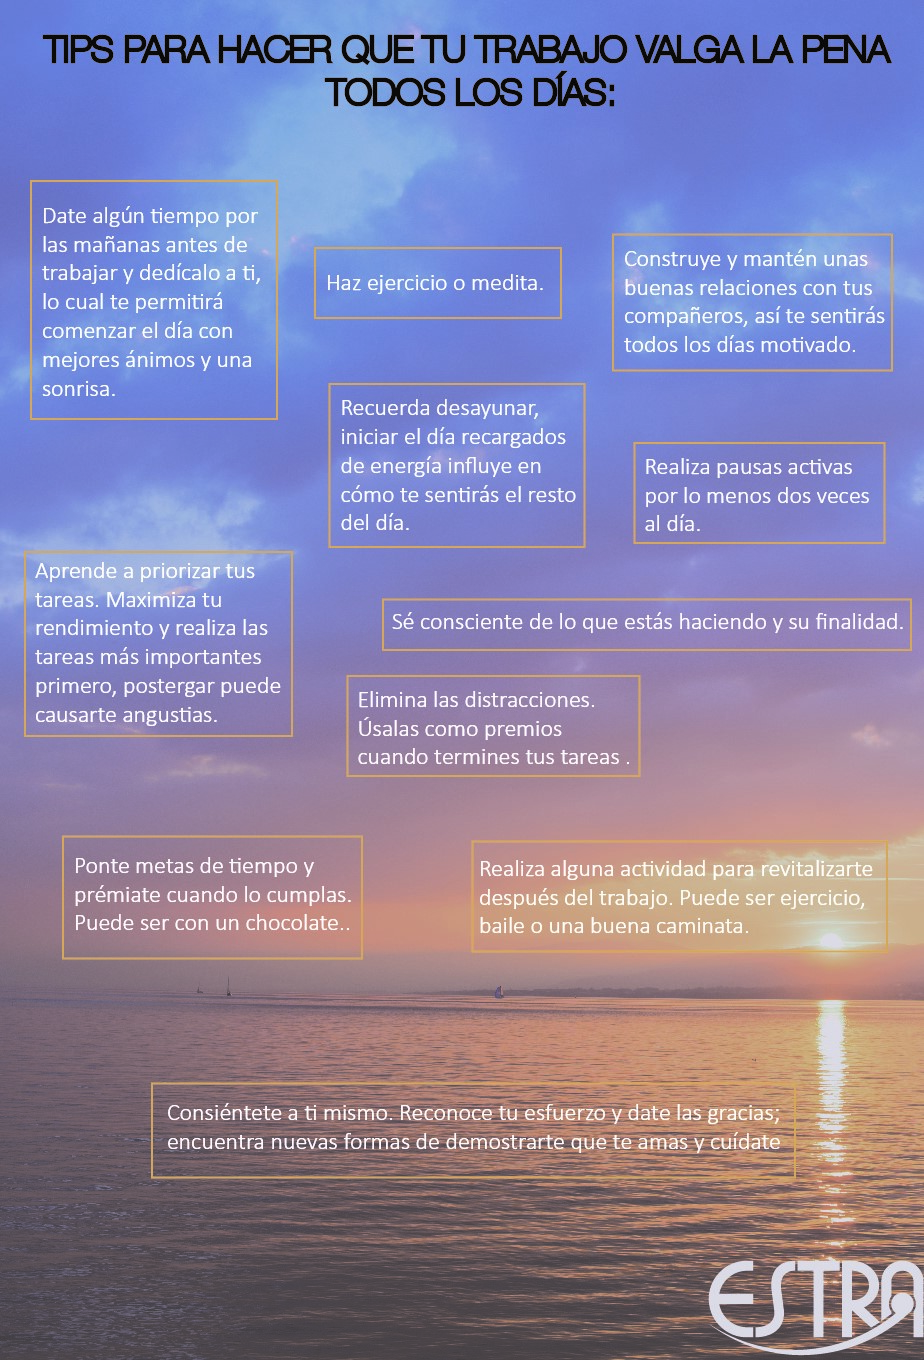 TIPS PARA HACER QUE TU TRABAJO VALGA LA PENA
TODOS LOS DÍAS:
Date algún tiempo por
las mañanas antes de
trabajar y dedícalo a ti,
lo cual te permitirá
comenzar el día con
mejores ánimos y una
sonrisa.
Haz ejercicio o medita.
Construye y mantén unas
buenas relaciones con tus
compañeros, así te sentirás
todos los días motivado.
Recuerda desayunar,
iniciar el día recargados
de energía influye en
cómo te sentirás el resto
del día.
Realiza pausas activas
por lo menos dos veces
al día.
Aprende a priorizar tus
tareas. Maximiza tu
rendimiento y realiza las
tareas más importantes
primero, postergar puede
causarte angustias.
Sé consciente de lo que estás haciendo y su finalidad.
Elimina las distracciones.
Úsalas como premios
cuando termines tus tareas .
Ponte metas de tiempo y
prémiate cuando lo cumplas.
Puede ser con un chocolate..
Realiza alguna actividad para revitalizarte
después del trabajo. Puede ser ejercicio,
baile o una buena caminata.
Consiéntete a ti mismo. Reconoce tu esfuerzo y date las gracias;
encuentra nuevas formas de demostrarte que te amas y cuídate
ESTRA